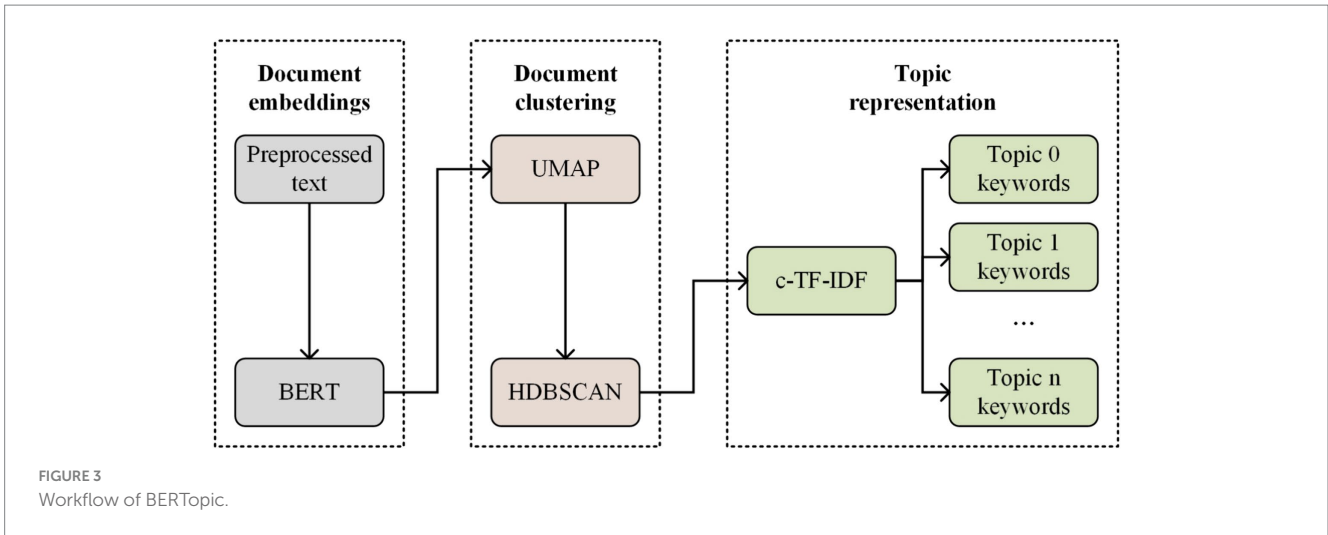 Document
embeddings
Preprocessed
text
BERT
Document
clustering
UMAP
HDBSCAN
Topic
representation
c-TF-IDF
Topic 0
keywords
Topic 1
keywords
...
Topic n
keywords
FIGURE 3
Workflow of BERTopic.